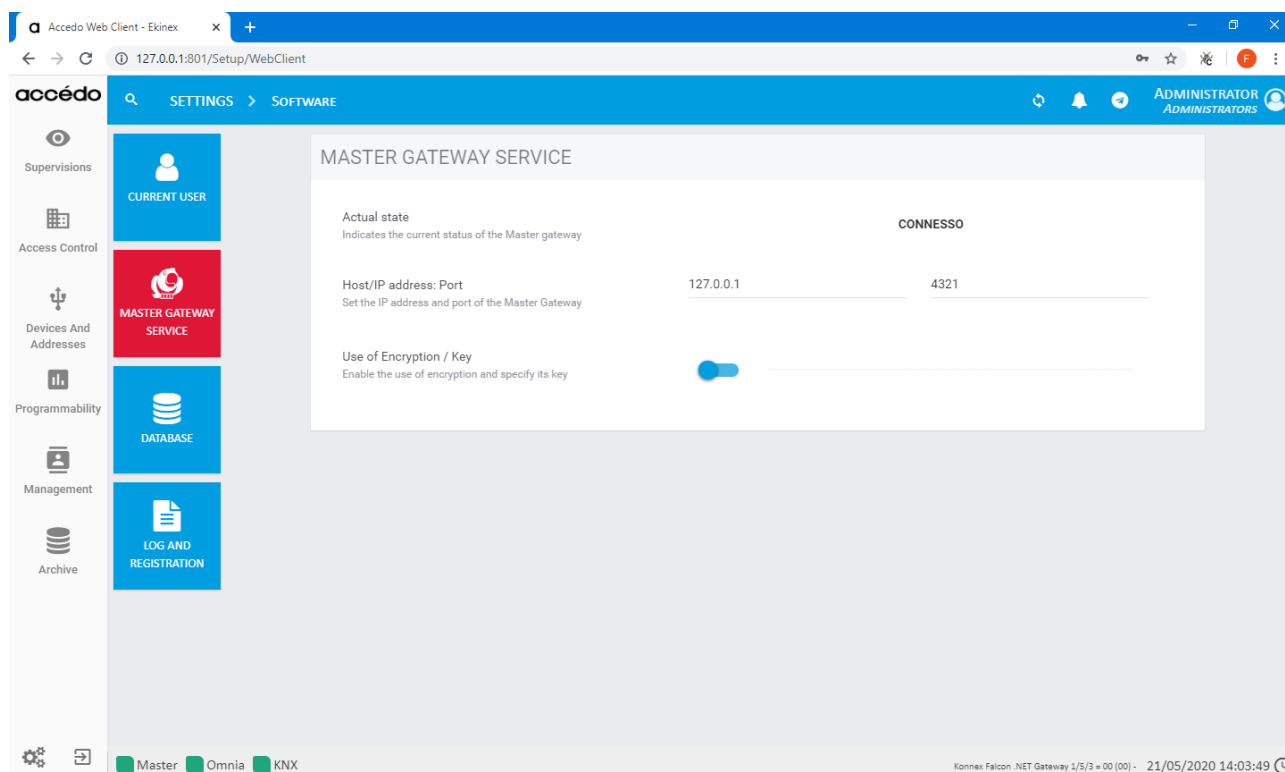 Accedo Web Client - Ekinex
127.0.0.1:801/Setup/WebClient
F
accédo
SETTINGS > SOFTWARE
ADMINISTRATOR
ADMINISTRATORS
Supervisions
Access Control
Devices And
Addresses
Programmability
Management
Archive
CURRENT USER
MASTER GATEWAY
SERVICE
DATABASE
LOG AND
REGISTRATION
MASTER GATEWAY SERVICE
Actual state
Indicates the current status of the Master gateway
CONNESSO
Host/IP address: Port
Set the IP address and port of the Master Gateway
127.0.0.1
4321
Use of Encryption / Key
Enable the use of encryption and specify its key
Master Omnia KNX
Konnex Falcon .NET Gateway 1/5/3 = 00 (00) - 21/05/2020 14:03:49